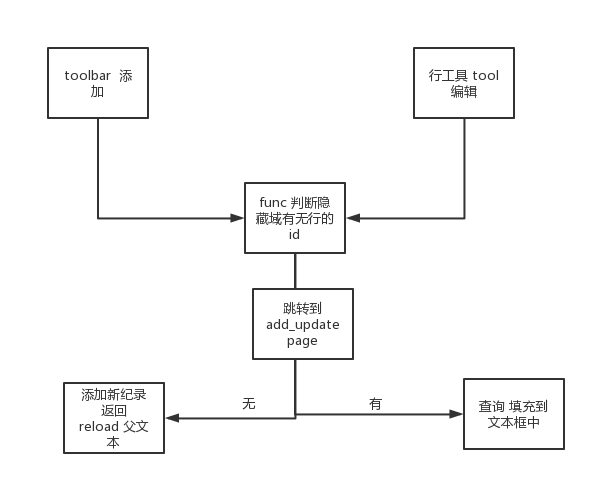 toolbar 添
加
行工具 tool
编辑
func 判断隐
藏域有无行的
id
跳转到
add_update
page
无
有
添加新纪录
返回
reload 父文
本
查询 填充到
文本框中